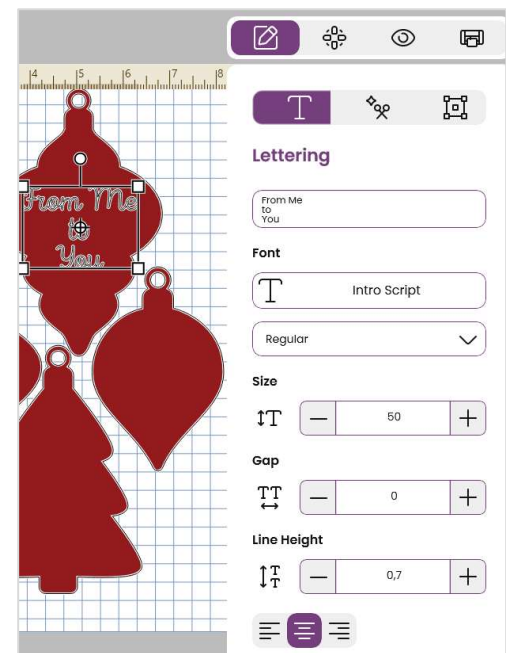 4 5 6 7 8
From Me
to
You
Lettering
From Me
to
You
Font
Intro Script
Regular
Size
50
Gap
0
Line Height
0,7